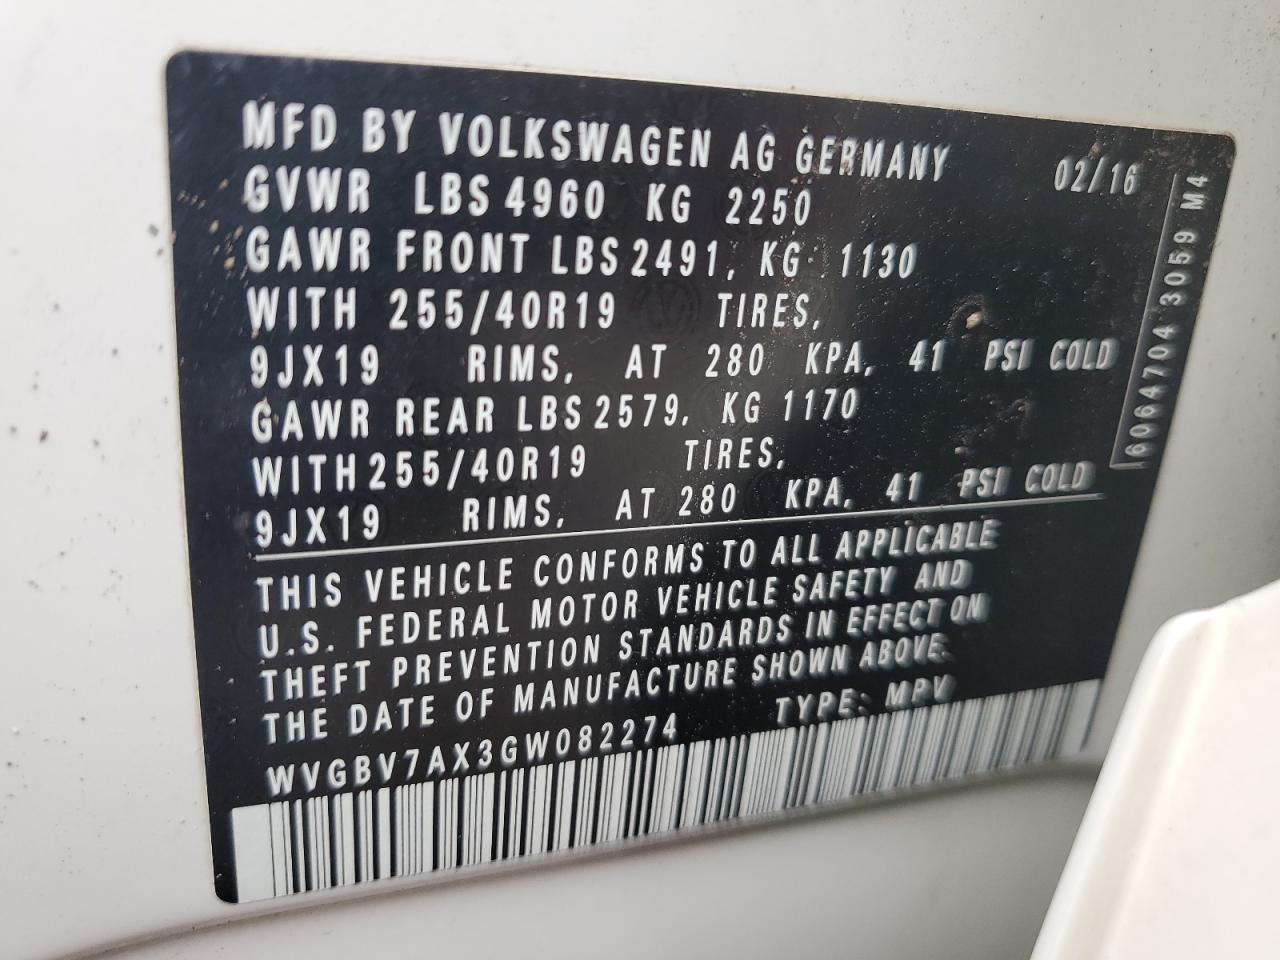 MFD BY VOLKSWAGEN AG GERMANY 02/16
GVWR LBS 4960 KG 2250
GAWR FRONT LBS 2491, KG 1130
WITH 255/40R19 TIRES,
9JX19 RIMS, AT 280 KPA, 41 PSI COLD
GAWR REAR LBS 2579, KG 1170
WITH 255/40R19 TIRES,
9JX19 RIMS, AT 280 KPA, 41 PSI COLD
THIS VEHICLE CONFORMS TO ALL APPLICABLE
U.S. FEDERAL MOTOR VEHICLE SAFETY AND
THEFT PREVENTION STANDARDS IN EFFECT ON
THE DATE OF MANUFACTURE SHOWN ABOVE.
WVGBV7AX3GW082274 TYPE: MPV
6064704 3059 M4